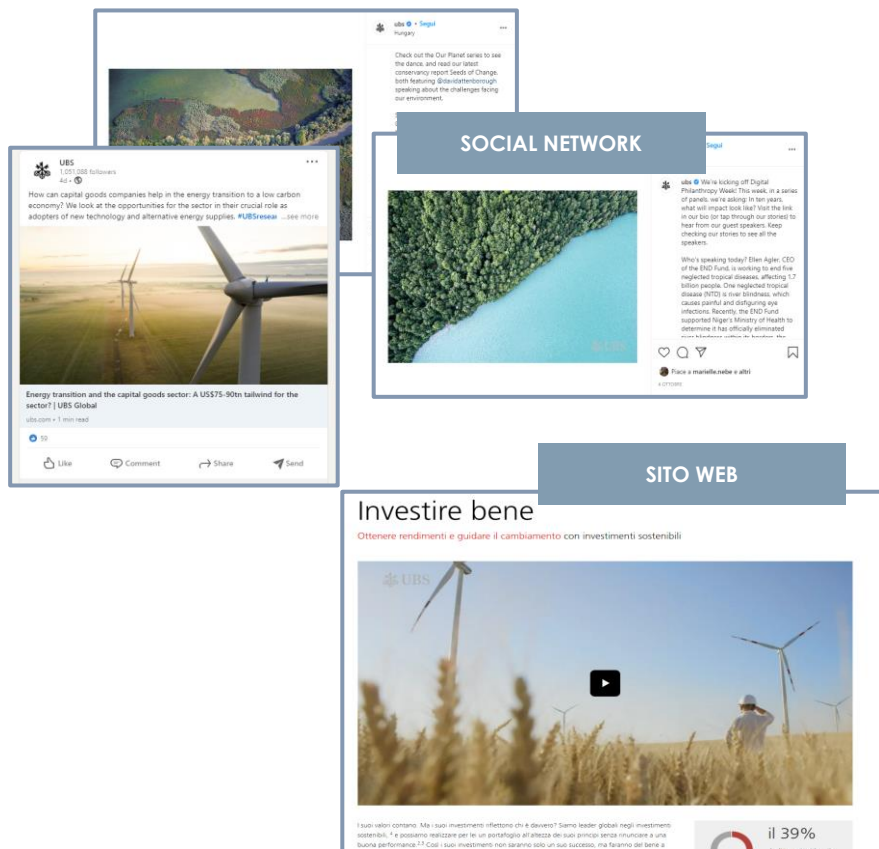 ubs • Segui
Hungary
Check out the Our Planet series to see
the dance, and read our latest
conservancy report Seeds of Change,
both featuring @davidattenborough
speaking about the challenges facing
our environment.
SOCIAL NETWORK
UBS
1,051,088 followers
4d •
How can capital goods companies help in the energy transition to a low carbon
economy? We look at the opportunities for the sector in their crucial role as
adopters of new technology and alternative energy supplies. #UBSresear ...see more
Energy transition and the capital goods sector: A US$75-90tn tailwind for the
sector? | UBS Global
ubs.com • 1 min read
59
Like Comment Share Send
Segui
ubs We're kicking off Digital
Philanthropy Week! This week, in a series
of panels, we're asking: In ten years,
what will impact look like? Visit the link
in our bio (or tap through our stories) to
hear from our guest speakers. Keep
checking our stories to see all the
speakers.
Who's speaking today? Ellen Agler, CEO
of the END Fund, is working to end five
neglected tropical diseases, affecting 1.7
billion people. One neglected tropical
disease (NTD) is river blindness, which
causes painful and disfiguring eye
infections. Recently, the END Fund
supported Niger's Ministry of Health to
determine it has officially eliminated
river blindness within its borders, the
UBS
Piace a marielle.nebe e altri
4 OTTOBRE
SITO WEB
Investire bene
Ottenere rendimenti e guidare il cambiamento con investimenti sostenibili
UBS
I suoi valori contano. Ma i suoi investimenti riflettono chi è davvero? Siamo leader globali negli investimenti
sostenibili, e possiamo realizzare per lei un portafoglio all'altezza dei suoi principi senza rinunciare a una
buona performance.2,3 Così i suoi investimenti non saranno solo un suo successo, ma faranno del bene a
il 39%